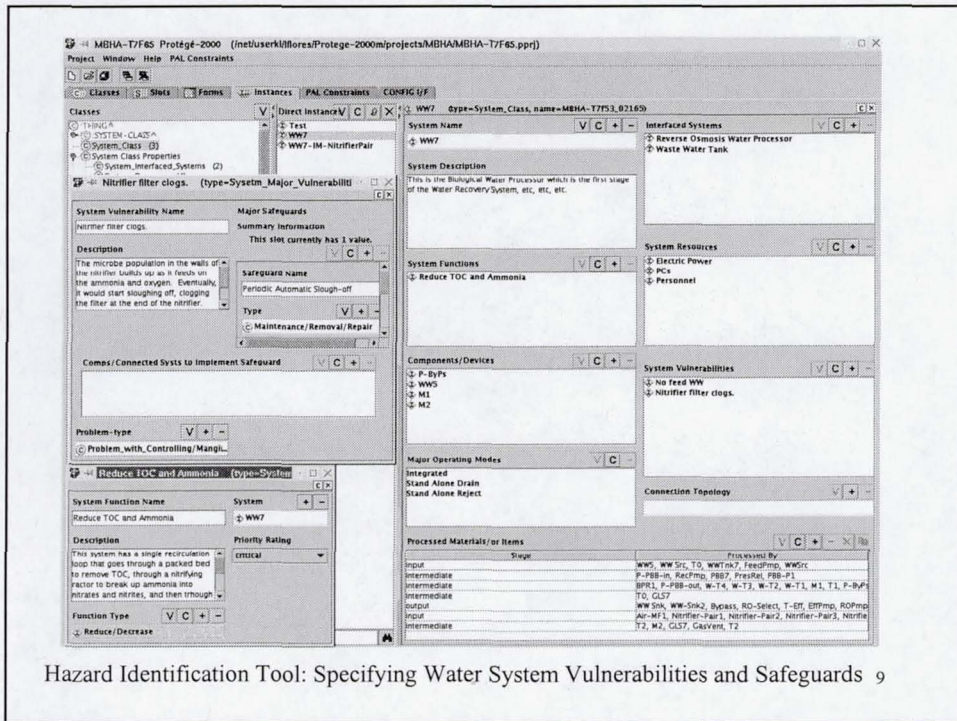 MBHA-T7F65 Protégé-2000 (/net/userkl/lflores/Protege-2000m/projects/MBHA/MBHA-T7F65.pprj)
Project Window Help PAL Constraints
Classes Slots Forms Instances PAL Constraints CONFIG I/F
Classes V
THING^
:SYSTEM-CLASS^
System_Class (3)
System Class Properties
System_Interfaced_Systems (2)
Direct Instance V C X
Test
WW7
WW7-IM-NitrifierPair
WW7 (type=System_Class, name=MBHA-T7f53_02165) C X
System Name V C + -
WW7
System Description
This is the Biological Water Processor which is the first stage
of the Water Recovery System, etc, etc, etc.
System Functions V C + -
Reduce TOC and Ammonia
Components/Devices V C + -
P-ByPs
WW5
M1
M2
Major Operating Modes V C -
Integrated
Stand Alone Drain
Stand Alone Reject
Interfaced Systems V C + -
Reverse Osmosis Water Processor
Waste Water Tank
System Resources V C + -
Electric Power
PCs
Personnel
System Vulnerabilities V C + -
No feed WW
Nitrifier filter clogs.
Connection Topology V + -
Processed Materials/or Items V C + - X
Stage Processed By
input WW5, WW Src, T0, WWTnk7, FeedPmp, WWSrc
intermediate P-PBB-in, RecPmp, PBB7, PresRel, PBB-P1
intermediate BPR1, P-PBB-out, W-T4, W-T3, W-T2, W-T1, M1, T1, P-ByPs
intermediate T0, GLS7
output WW Snk, WW-Snk2, Bypass, RO-Select, T-Eff, EffPmp, ROPmp
input Air-MF1, Nitrifier-Pair1, Nitrifier-Pair2, Nitrifier-Pair3, Nitrifie
intermediate T2, M2, GLS7, GasVent, T2
Nitrifier filter clogs. (type=Sysetm_Major_Vulnerabiliti
C X
System Vulnerability Name
Nitrifier filter clogs.
Description
The microbe population in the walls of
the nitrifier builds up as it feeds on
the ammonia and oxygen. Eventually,
it would start sloughing off, clogging
the filter at the end of the nitrifier.
Major Safeguards
Summary Information
This slot currently has 1 value.
V C + -
Safeguard Name
Periodic Automatic Slough-off
Type V + -
Maintenance/Removal/Repair
Comps/Connected Systs to Implement Safeguard V C + -
Problem-type V + -
Problem_with_Controlling/Mangi...
Reduce TOC and Ammonia (type=System
C X
System Function Name
Reduce TOC and Ammonia
System + -
WW7
Description
This system has a single recirculation
loop that goes through a packed bed
to remove TOC, through a nitrifying
ractor to break up ammonia into
nitrates and nitrites, and then trhough
Priority Rating
critical
Function Type V C + -
Reduce/Decrease
Hazard Identification Tool: Specifying Water System Vulnerabilities and Safeguards 9